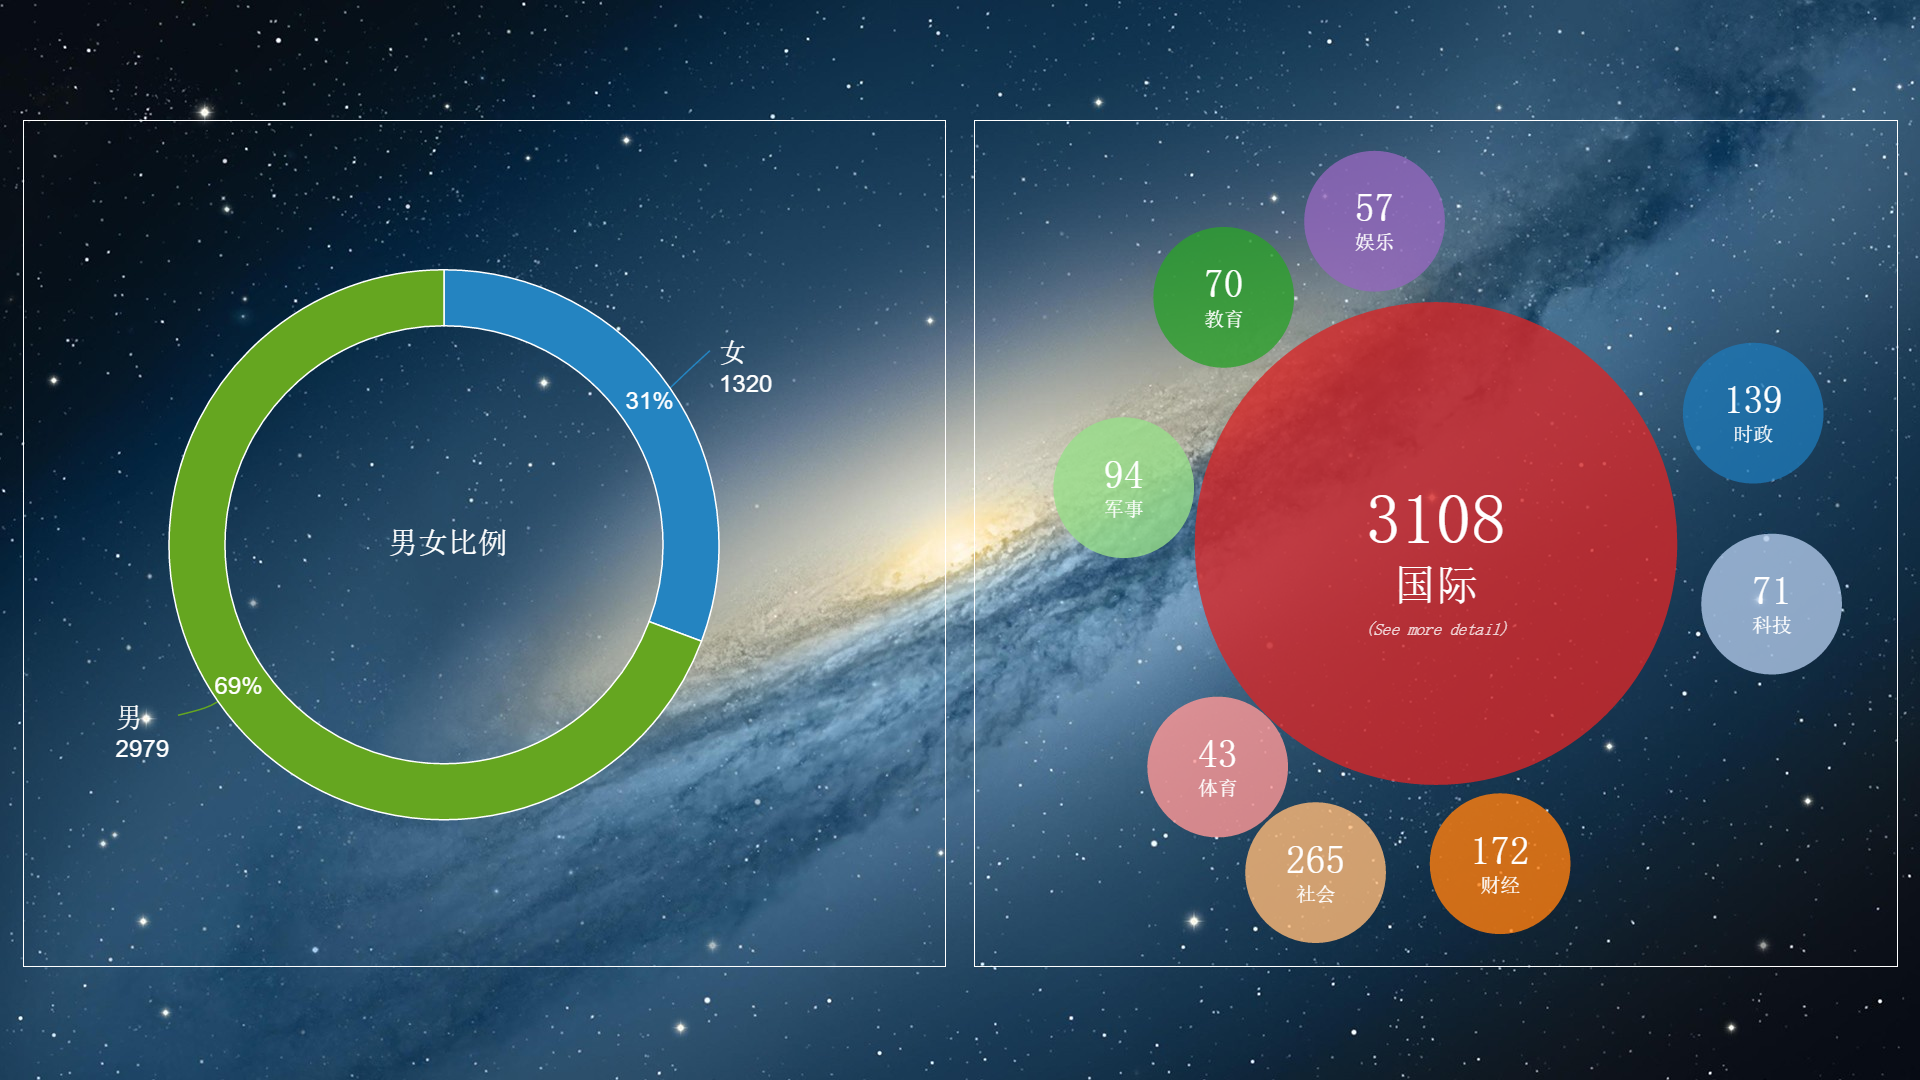 女
1320
31%
男女比例
69%
男
2979
57
娱乐
70
教育
139
时政
94
军事
3108
国际
(See more detail)
71
科技
43
体育
265
社会
172
财经